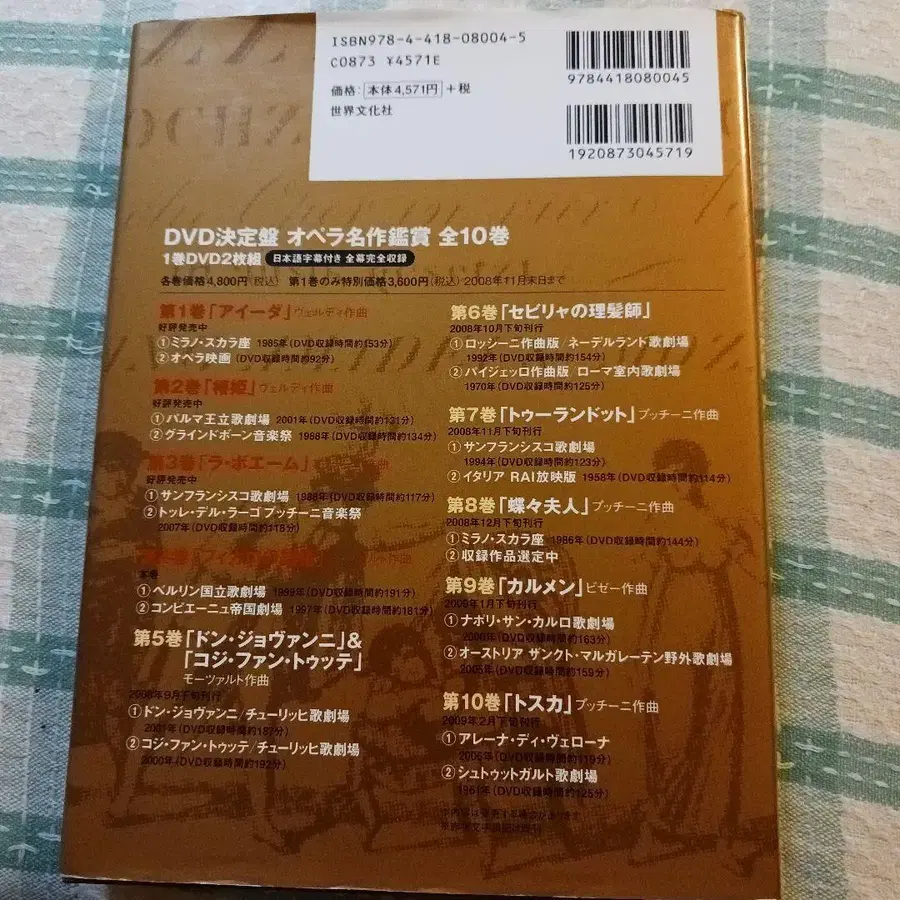 ISBN978-4-418-08004-5
C0873 ¥4571E
価格: 本体4,571円 +税
世界文化社
9784418080045
1920873045719
DVD決定盤 オペラ名作鑑賞 全10巻
1巻DVD2枚組 日本語字幕付き 全幕完全収録
各巻価格4,800円(税込) 第1巻のみ特別価格3,600円(税込) 2008年11月末日まで
第1巻「アイーダ」ヴェルディ作曲
好評発売中
①ミラノ・スカラ座 1985年(DVD収録時間約153分)
②オペラ映画 (DVD収録時間約92分)
第2巻「椿姫」ヴェルディ作曲
好評発売中
①パルマ王立歌劇場 2001年(DVD収録時間約131分)
②グラインドボーン音楽祭 1988年(DVD収録時間約134分)
第3巻「ラ・ボエーム」
好評発売中
①サンフランシスコ歌劇場 1988年(DVD収録時間約117分)
②トッレ・デル・ラーゴ プッチーニ音楽祭
2007年(DVD収録時間約118分)
本巻
①ベルリン国立歌劇場 1999年(DVD収録時間約191分)
②コンピエーニュ帝国劇場 1997年(DVD収録時間約181分)
第5巻「ドン・ジョヴァンニ」&
「コジ・ファン・トゥッテ」
モーツァルト作曲
2008年9月下旬刊行
①ドン・ジョヴァンニ/チューリッヒ歌劇場
2001年(DVD収録時間約187分)
②コジ・ファン・トゥッテ/チューリッヒ歌劇場
2000年(DVD収録時間約192分)
第6巻「セビリャの理髪師」
2008年10月下旬刊行
①ロッシーニ作曲版/ネーデルランド歌劇場
1992年(DVD収録時間約154分)
②パイジェッロ作曲版/ローマ室内歌劇場
1970年(DVD収録時間約125分)
第7巻「トゥーランドット」プッチーニ作曲
2008年11月下旬刊行
①サンフランシスコ歌劇場
1994年(DVD収録時間約123分)
②イタリア RAI放映版 1958年(DVD収録時間約114分)
第8巻「蝶々夫人」プッチーニ作曲
2008年12月下旬刊行
①ミラノ・スカラ座 1986年(DVD収録時間約144分)
②収録作品選定中
第9巻「カルメン」ビゼー作曲
2009年1月下旬刊行
①ナポリ・サン・カルロ歌劇場
(DVD収録時間約163分)
②オーストリア サンクト・マルガレーテン野外歌劇場
2005年(DVD収録時間約159分)
第10巻「トスカ」プッチーニ作曲
2009年2月下旬刊行
①アレーナ・ディ・ヴェローナ
(DVD収録時間約119分)
②シュトゥットガルト歌劇場
1961年(DVD収録時間約125分)